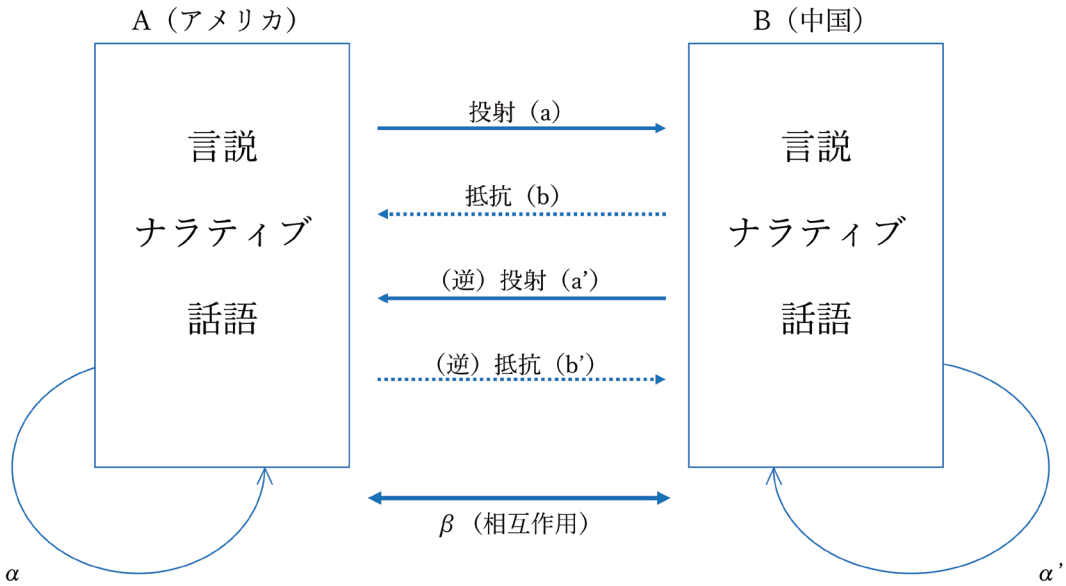 A（アメリカ）
B（中国）
言説
ナラティブ
話語
投射（a）
抵抗（b）
（逆）投射（a’）
（逆）抵抗（b’）
β（相互作用）
言説
ナラティブ
話語
α
α’